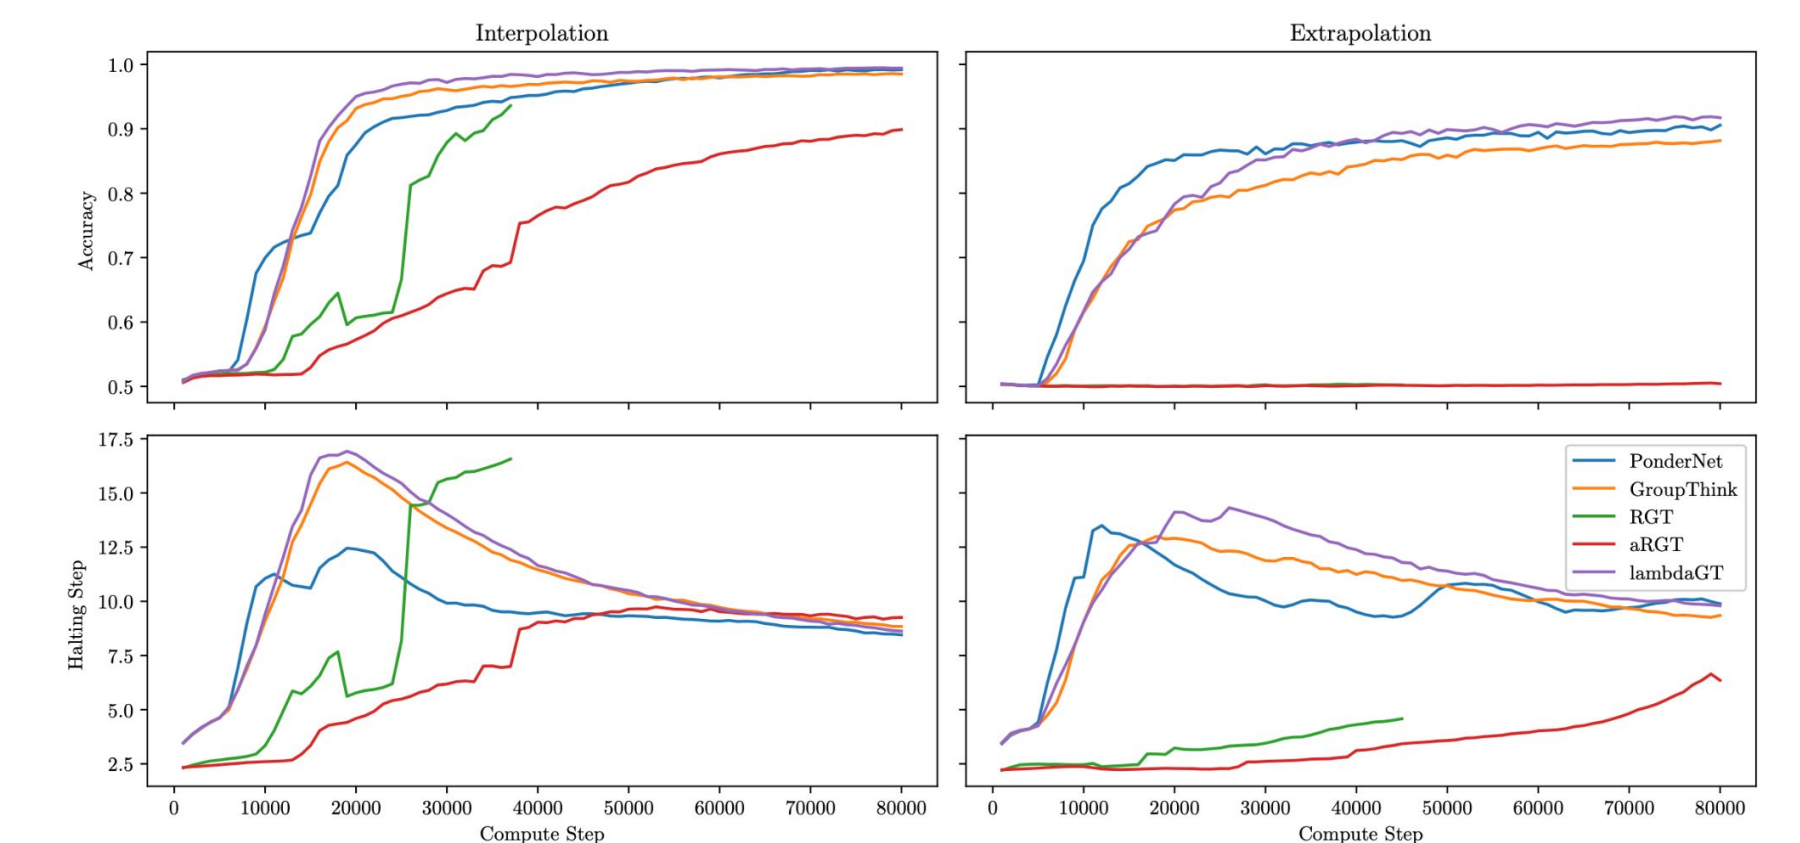 Interpolation
Extrapolation
1.0
0.9
0.8
0.7
0.6
0.5
Accuracy
17.5
15.0
12.5
10.0
7.5
5.0
2.5
Halting Step
PonderNet
GroupThink
RGT
aRGT
lambdaGT
0 10000 20000 30000 40000 50000 60000 70000 80000
0 10000 20000 30000 40000 50000 60000 70000 80000
Compute Step
Compute Step